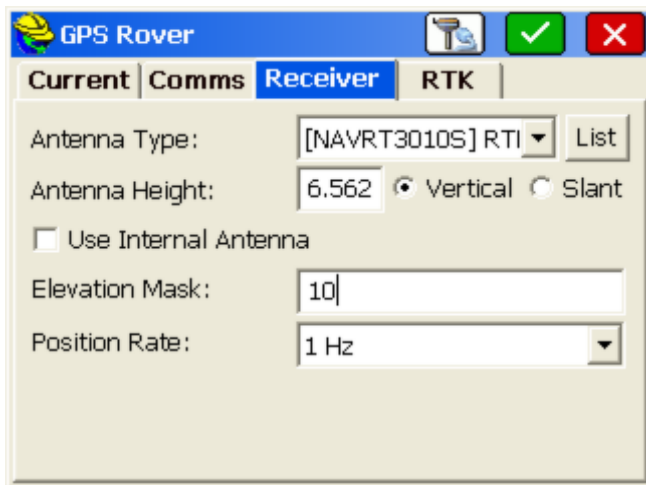 GPS Rover
Current Comms Receiver RTK
Antenna Type: [NAVRT3010S] RTI List
Antenna Height: 6.562 Vertical Slant
Use Internal Antenna
Elevation Mask: 10
Position Rate: 1 Hz